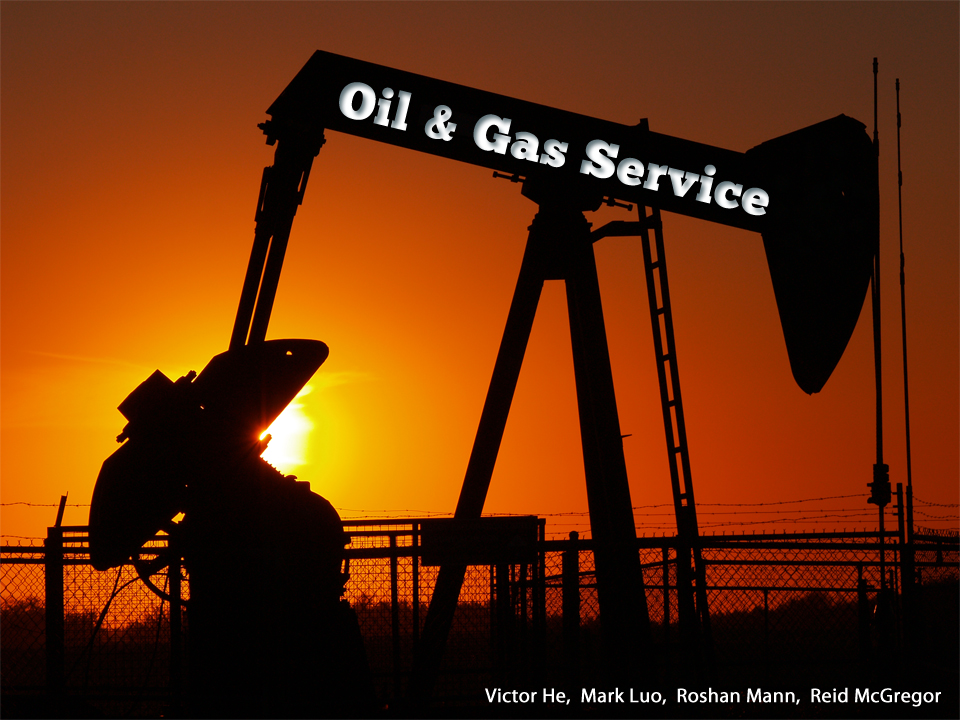 Oil & Gas Service
Victor He, Mark Luo, Roshan Mann, Reid McGregor